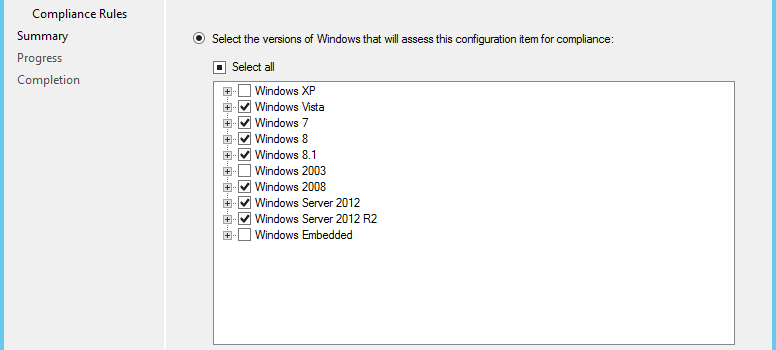 Compliance Rules
Summary
Progress
Completion
Select the versions of Windows that will assess this configuration item for compliance:
Select all
Windows XP
Windows Vista
Windows 7
Windows 8
Windows 8.1
Windows 2003
Windows 2008
Windows Server 2012
Windows Server 2012 R2
Windows Embedded